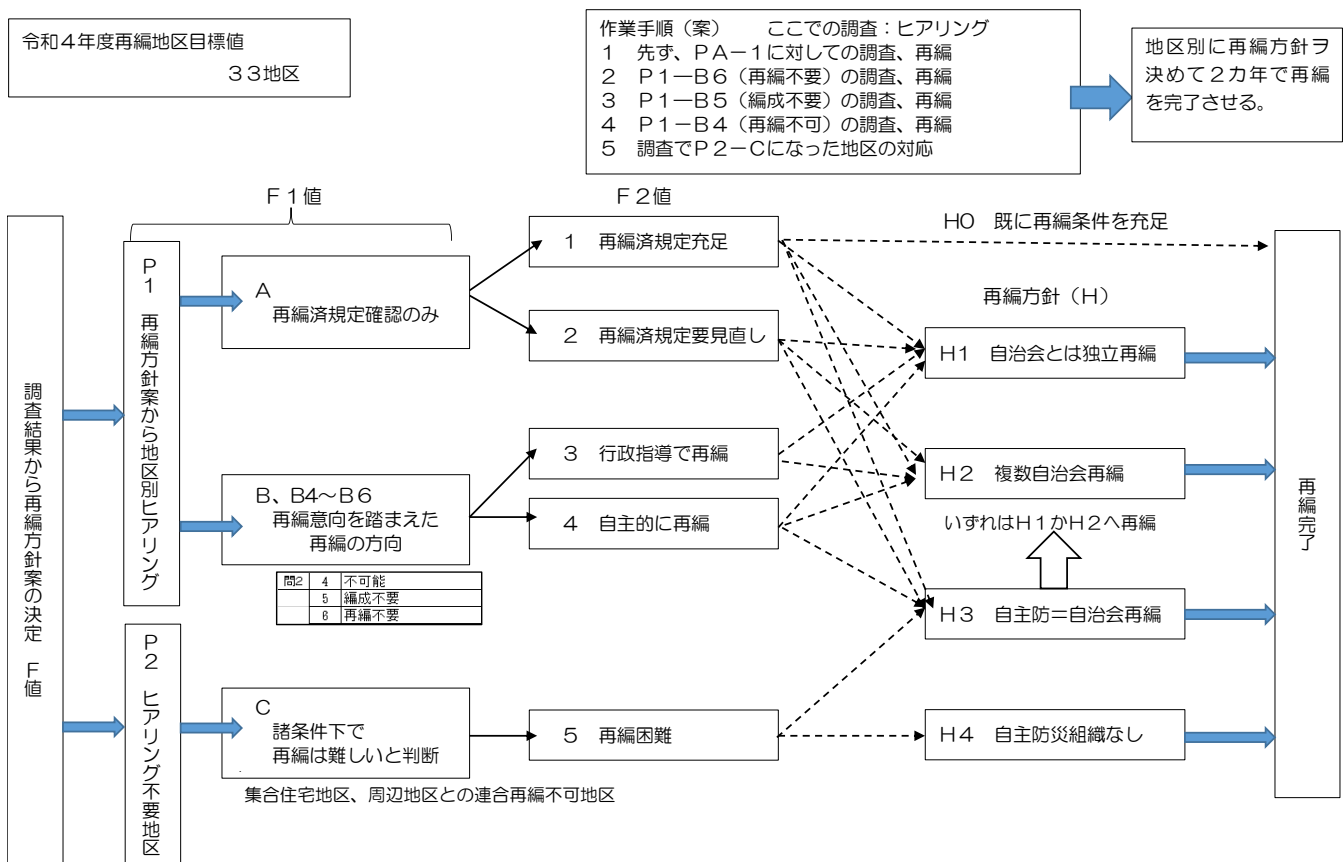 令和４年度再編地区目標値
３３地区
作業手順（案）　　ここでの調査：ヒアリング
１　先ず、ＰＡ－１に対しての調査、再編
２　Ｐ１―Ｂ６（再編不要）の調査、再編
３　Ｐ１―Ｂ５（編成不要）の調査、再編
４　Ｐ１－Ｂ４（再編不可）の調査、再編
５　調査でＰ２－Ｃになった地区の対応
地区別に再編方針ヲ
決めて２カ年で再編
を完了させる。
Ｆ１値
Ｆ２値
調査結果から再編方針案の決定　Ｆ値
Ｐ１　再編方針案から地区別ヒアリング
Ａ
再編済規定確認のみ
１　再編済規定充足
２　再編済規定要見直し
HO　既に再編条件を充足
再編方針（Ｈ）
Ｈ１　自治会とは独立再編
Ｂ、Ｂ４～Ｂ６
再編意向を踏まえた
再編の方向
問2 4 不可能
5 編成不要
6 再編不要
３　行政指導で再編
４　自主的に再編
Ｈ２　複数自治会再編
いずれはＨ１かＨ２へ再編
Ｈ３　自主防＝自治会再編
Ｐ２　ヒアリング不要地区
Ｃ
諸条件下で
再編は難しいと判断
集合住宅地区、周辺地区との連合再編不可地区
５　再編困難
Ｈ４　自主防災組織なし
再編完了